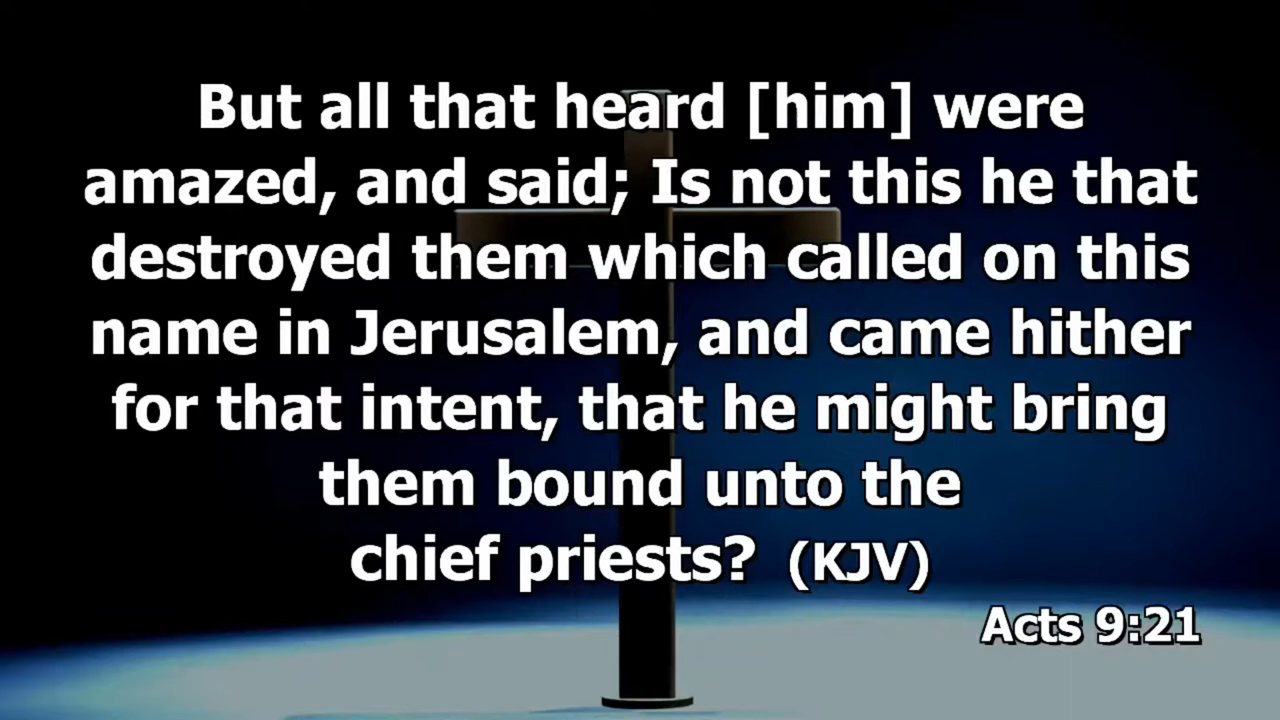 But all that heard [him] were
amazed, and said; Is not this he that
destroyed them which called on this
name in Jerusalem, and came hither
for that intent, that he might bring
them bound unto the
chief priests? (KJV)
Acts 9:21